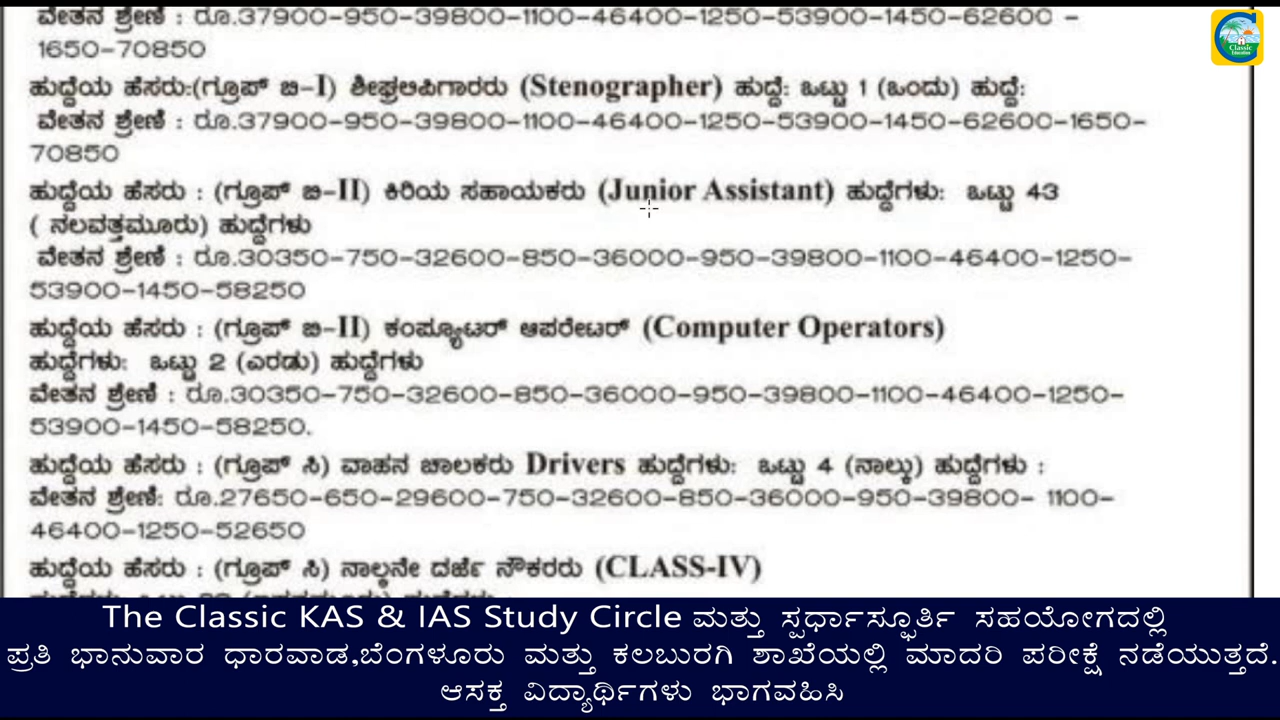 ವೇತನ ಶ್ರೇಣಿ : ರೂ.37900-950-39800-1100-46400-1250-53900-1450-62600 -
1650-70850
ಹುದ್ದೆಯ ಹೆಸರು:(ಗ್ರೂಪ್ ಬಿ-I) ಶೀಘ್ರಲಿಪಿಗಾರರು (Stenographer) ಹುದ್ದೆ: ಒಟ್ಟು 1 (ಒಂದು) ಹುದ್ದೆ:
ವೇತನ ಶ್ರೇಣಿ : ರೂ.37900-950-39800-1100-46400-1250-53900-1450-62600-1650-
70850
ಹುದ್ದೆಯ ಹೆಸರು : (ಗ್ರೂಪ್ ಬಿ-II) ಕಿರಿಯ ಸಹಾಯಕರು (Junior Assistant) ಹುದ್ದೆಗಳು: ಒಟ್ಟು 43
( ನಲವತ್ತಮೂರು) ಹುದ್ದೆಗಳು
ವೇತನ ಶ್ರೇಣಿ : ರೂ.30350-750-32600-850-36000-950-39800-1100-46400-1250-
53900-1450-58250
ಹುದ್ದೆಯ ಹೆಸರು : (ಗ್ರೂಪ್ ಬಿ-II) ಕಂಪ್ಯೂಟರ್ ಆಪರೇಟರ್ (Computer Operators)
ಹುದ್ದೆಗಳು: ಒಟ್ಟು 2 (ಎರಡು) ಹುದ್ದೆಗಳು
ವೇತನ ಶ್ರೇಣಿ : ರೂ.30350-750-32600-850-36000-950-39800-1100-46400-1250-
53900-1450-58250.
ಹುದ್ದೆಯ ಹೆಸರು : (ಗ್ರೂಪ್ ಸಿ) ವಾಹನ ಚಾಲಕರು Drivers ಹುದ್ದೆಗಳು: ಒಟ್ಟು 4 (ನಾಲ್ಕು) ಹುದ್ದೆಗಳು :
ವೇತನ ಶ್ರೇಣಿ: ರೂ.27650-650-29600-750-32600-850-36000-950-39800- 1100-
46400-1250-52650
ಹುದ್ದೆಯ ಹೆಸರು : (ಗ್ರೂಪ್ ಸಿ) ನಾಲ್ಕನೇ ದರ್ಜೆ ನೌಕರರು (CLASS-IV)
Classic
Education
The Classic KAS & IAS Study Circle ಮತ್ತು ಸ್ಪರ್ಧಾಸ್ಫೂರ್ತಿ ಸಹಯೋಗದಲ್ಲಿ
ಪ್ರತಿ ಭಾನುವಾರ ಧಾರವಾಡ,ಬೆಂಗಳೂರು ಮತ್ತು ಕಲಬುರಗಿ ಶಾಖೆಯಲ್ಲಿ ಮಾದರಿ ಪರೀಕ್ಷೆ ನಡೆಯುತ್ತದೆ.
ಆಸಕ್ತ ವಿದ್ಯಾರ್ಥಿಗಳು ಭಾಗವಹಿಸಿ